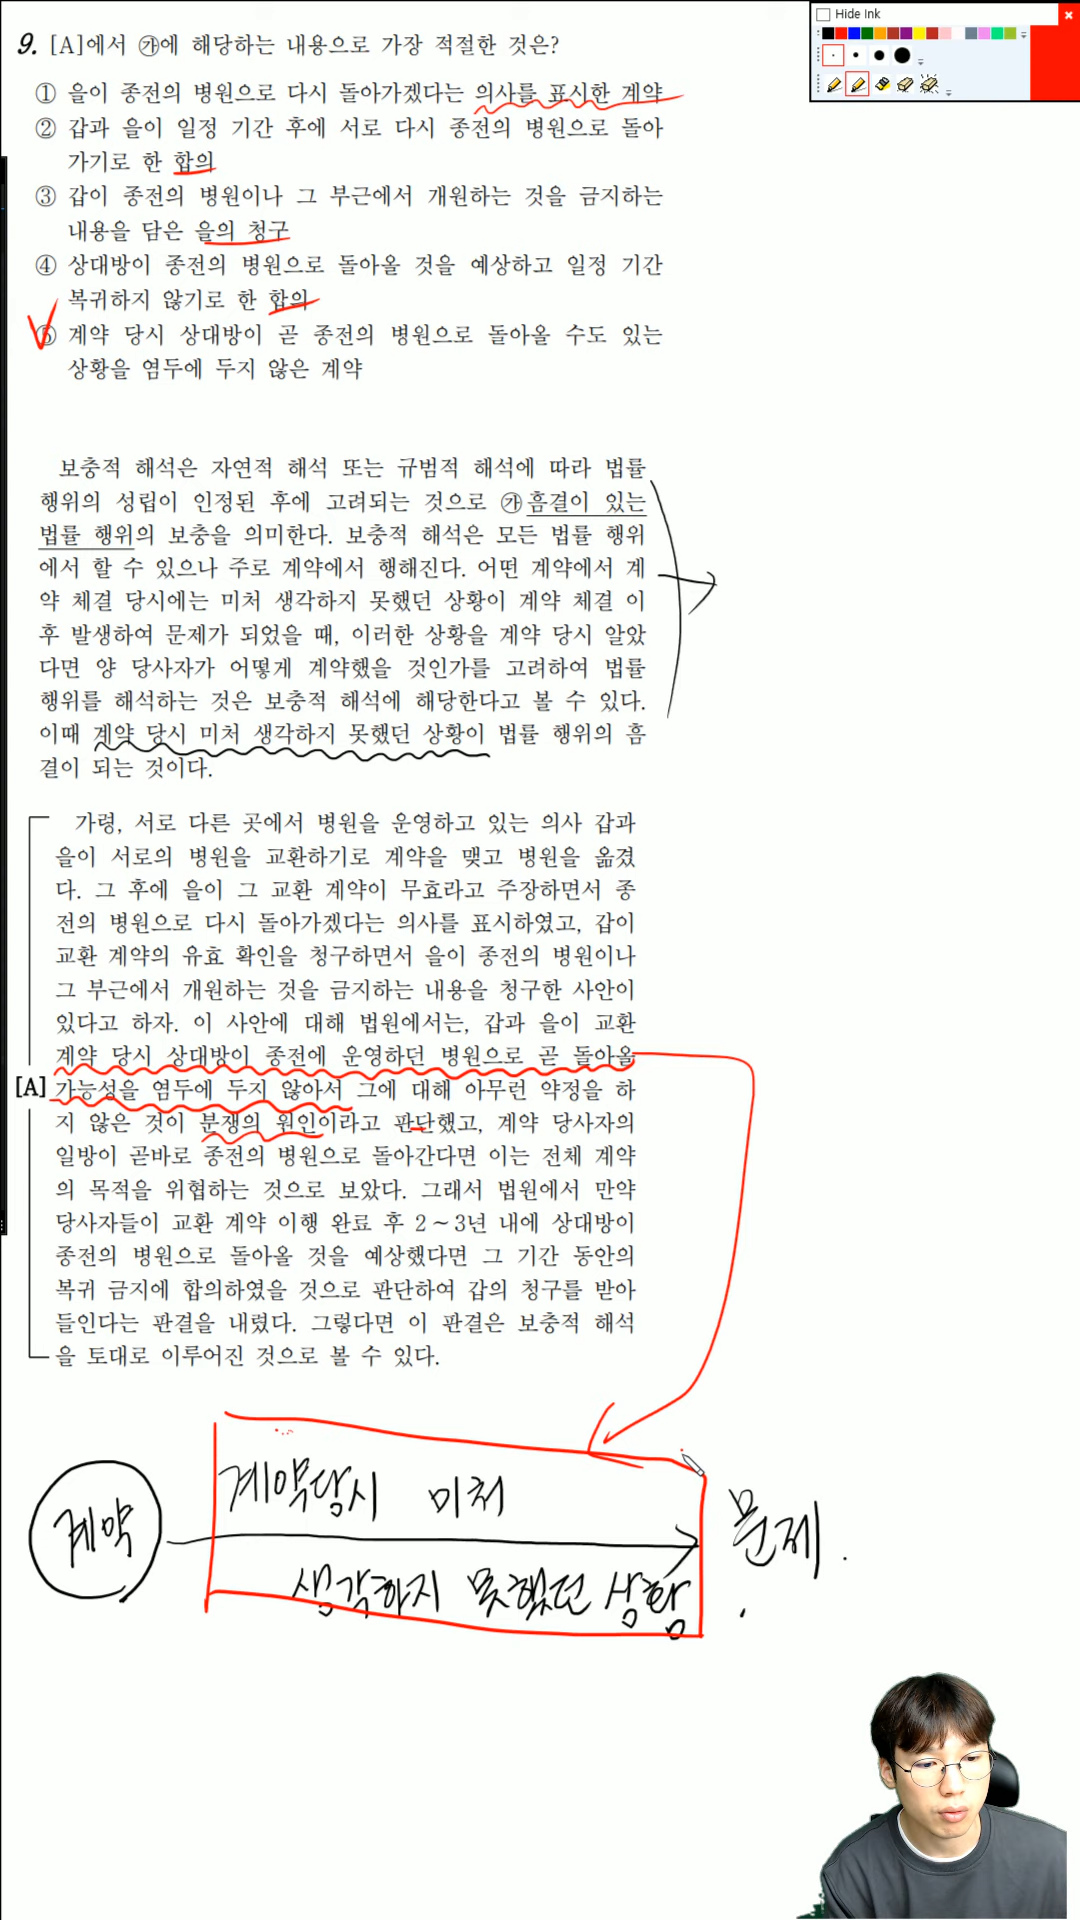 Hide Ink
9. [A]에서 ㉮에 해당하는 내용으로 가장 적절한 것은?
① 을이 종전의 병원으로 다시 돌아가겠다는 의사를 표시한 계약
② 갑과 을이 일정 기간 후에 서로 다시 종전의 병원으로 돌아
가기로 한 합의
③ 갑이 종전의 병원이나 그 부근에서 개원하는 것을 금지하는
내용을 담은 을의 청구
④ 상대방이 종전의 병원으로 돌아올 것을 예상하고 일정 기간
복귀하지 않기로 한 합의
⑤ 계약 당시 상대방이 곧 종전의 병원으로 돌아올 수도 있는
상황을 염두에 두지 않은 계약
보충적 해석은 자연적 해석 또는 규범적 해석에 따라 법률
행위의 성립이 인정된 후에 고려되는 것으로 ㉮ 흠결이 있는
법률 행위의 보충을 의미한다. 보충적 해석은 모든 법률 행위
에서 할 수 있으나 주로 계약에서 행해진다. 어떤 계약에서 계
약 체결 당시에는 미처 생각하지 못했던 상황이 계약 체결 이
후 발생하여 문제가 되었을 때, 이러한 상황을 계약 당시 알았
다면 양 당사자가 어떻게 계약했을 것인가를 고려하여 법률
행위를 해석하는 것은 보충적 해석에 해당한다고 볼 수 있다.
이때 계약 당시 미처 생각하지 못했던 상황이 법률 행위의 흠
결이 되는 것이다.
가령, 서로 다른 곳에서 병원을 운영하고 있는 의사 갑과
을이 서로의 병원을 교환하기로 계약을 맺고 병원을 옮겼
다. 그 후에 을이 그 교환 계약이 무효라고 주장하면서 종
전의 병원으로 다시 돌아가겠다는 의사를 표시하였고, 갑이
교환 계약의 유효 확인을 청구하면서 을이 종전의 병원이나
그 부근에서 개원하는 것을 금지하는 내용을 청구한 사안이
있다고 하자. 이 사안에 대해 법원에서는, 갑과 을이 교환
계약 당시 상대방이 종전에 운영하던 병원으로 곧 돌아올
[A] 가능성을 염두에 두지 않아서 그에 대해 아무런 약정을 하
지 않은 것이 분쟁의 원인이라고 판단했고, 계약 당사자의
일방이 곧바로 종전의 병원으로 돌아간다면 이는 전체 계약
의 목적을 위협하는 것으로 보았다. 그래서 법원에서 만약
당사자들이 교환 계약 이행 완료 후 2～3년 내에 상대방이
종전의 병원으로 돌아올 것을 예상했다면 그 기간 동안의
복귀 금지에 합의하였을 것으로 판단하여 갑의 청구를 받아
들인다는 판결을 내렸다. 그렇다면 이 판결은 보충적 해석
을 토대로 이루어진 것으로 볼 수 있다.
계약당시 미처
계약
문제.
생각하지 못했던 상황